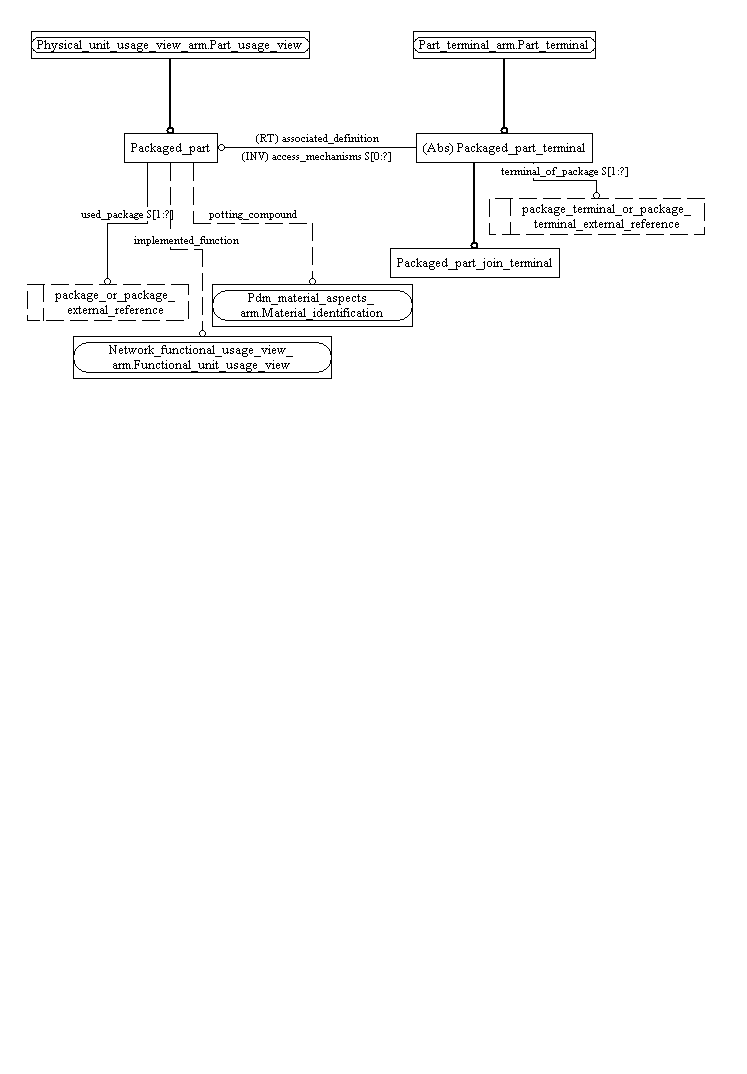 Physical_unit_usage_view_arm.Part_usage_view
Part_terminal_arm.Part_terminal
(RT) associated_definition
Packaged_part
(Abs) Packaged_part_terminal
(INV) access_mechanisms S[0:?]
terminal_of_package S[1:?]
used_package S[1:?]
potting_compound
package_terminal_or_package_
terminal_external_reference
implemented_function
Packaged_part_join_terminal
package_or_package_
external_reference
Pdm_material_aspects_
arm.Material_identification
Network_functional_usage_view_
arm.Functional_unit_usage_view